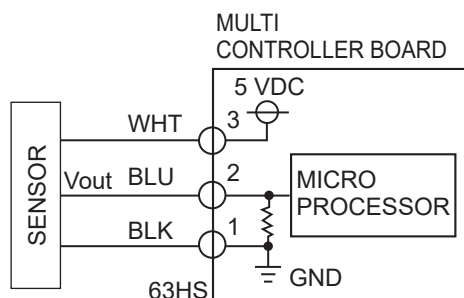 MULTI
CONTROLLER BOARD
5 VDC
WHT
3
SENSOR
Vout
BLU
2
MICRO
PROCESSOR
BLK
1
GND
63HS